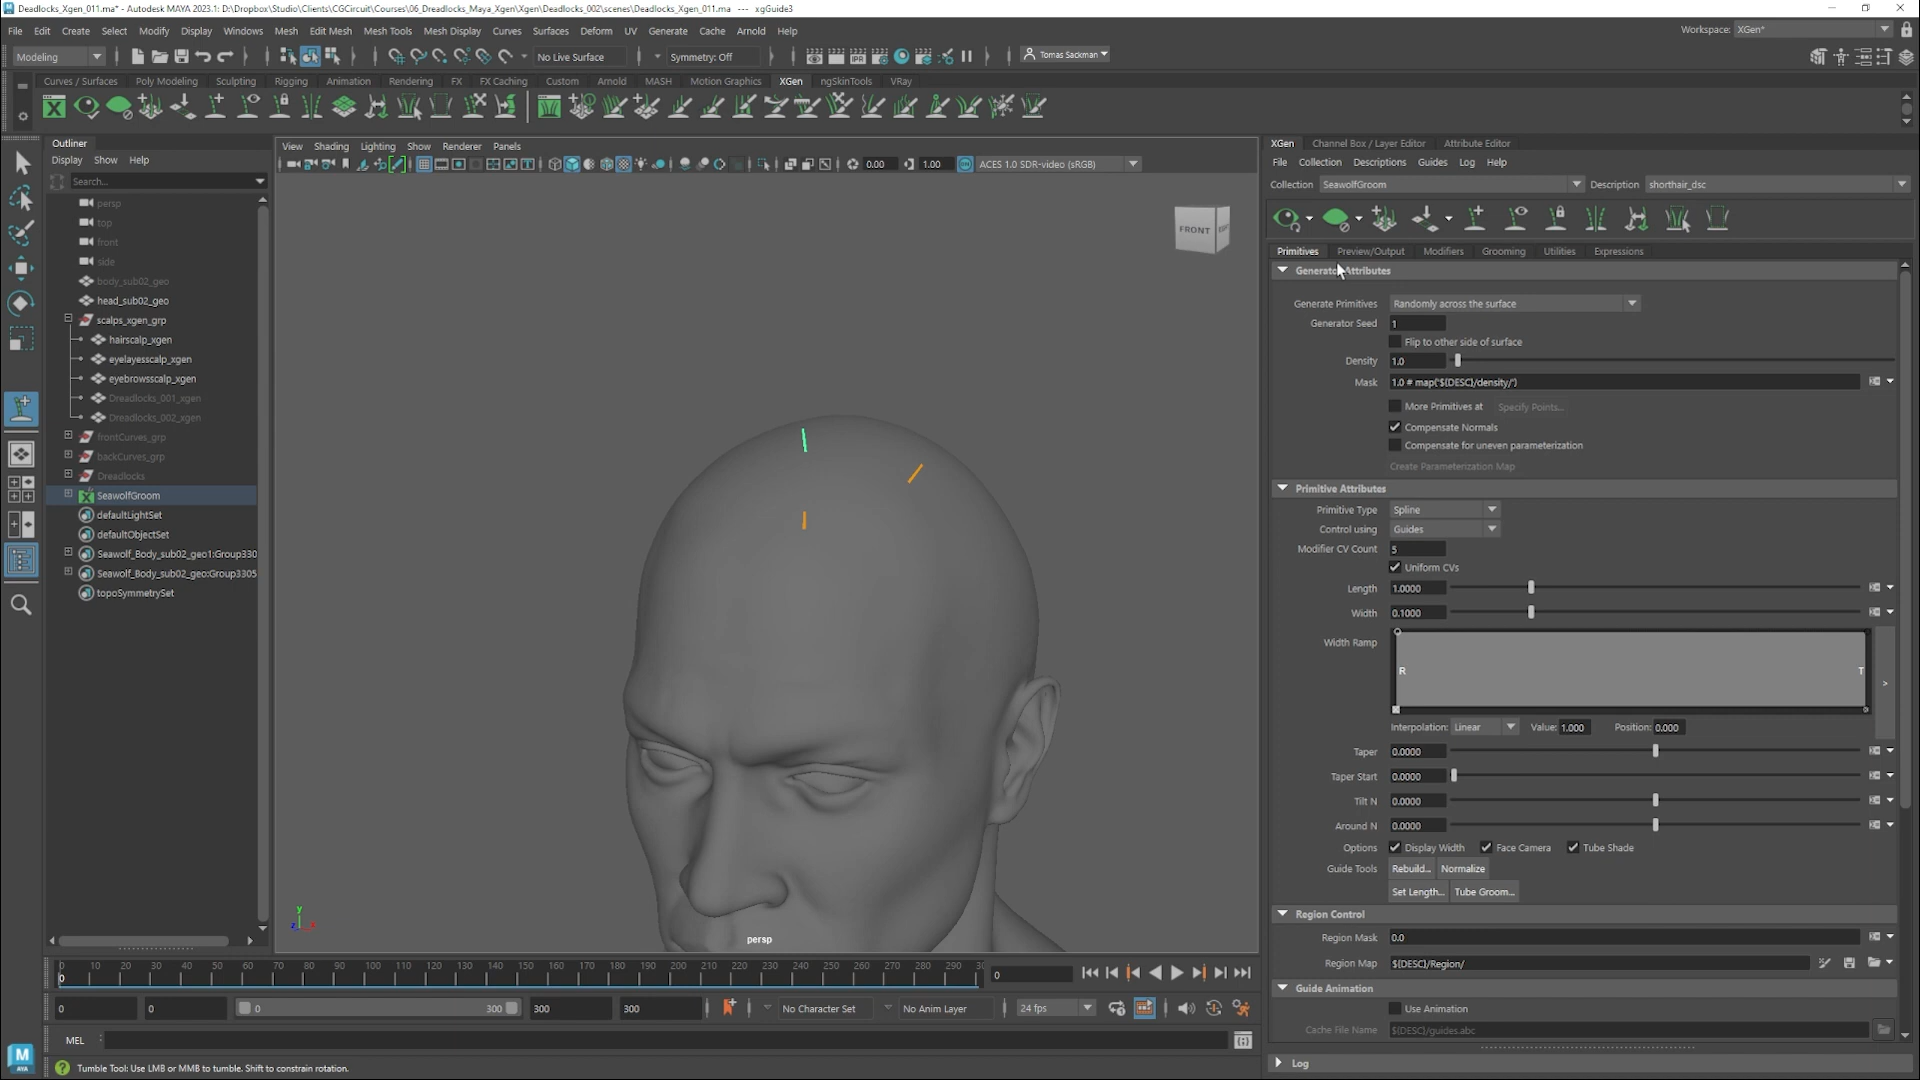 Deadlocks_Xgen_011.ma* - Autodesk MAYA 2023.1: D:\Dropbox\Studio\Clients\CGCircuit\Courses\06_Dreadlocks_Maya_Xgen\Xgen\Deadlocks_002\scenes\Deadlocks_Xgen_011.ma --- xgGuide3
File Edit Create Select Modify Display Windows Mesh Edit Mesh Mesh Tools Mesh Display Curves Surfaces Deform UV Generate Cache Arnold Help Workspace: XGen*
Modeling No Live Surface Symmetry: Off Tomas Sackman
Curves / Surfaces Poly Modeling Sculpting Rigging Animation Rendering FX FX Caching Custom Arnold MASH Motion Graphics XGen ngSkinTools VRay
Outliner
Display Show Help
Search...
persp
top
front
side
body_sub02_geo
head_sub02_geo
scalps_xgen_grp
hairscalp_xgen
eyelayesscalp_xgen
eyebrowsscalp_xgen
Dreadlocks_001_xgen
Dreadlocks_002_xgen
frontCurves_grp
backCurves_grp
Dreadlocks
SeawolfGroom
defaultLightSet
defaultObjectSet
Seawolf_Body_sub02_geo1:Group330
Seawolf_Body_sub02_geo:Group3305
topoSymmetrySet
View Shading Lighting Show Renderer Panels
0.00 1.00 ACES 1.0 SDR-video (sRGB)
FRONT
y
persp
XGen Channel Box / Layer Editor Attribute Editor
File Collection Descriptions Guides Log Help
Collection SeawolfGroom Description shorthair_dsc
Primitives Preview/Output Modifiers Grooming Utilities Expressions
Generator Attributes
Generate Primitives Randomly across the surface
Generator Seed 1
Flip to other side of surface
Density 1.0
Mask 1.0 # map('${DESC}/density/')
More Primitives at Specify Points...
Compensate Normals
Compensate for uneven parameterization
Create Parameterization Map
Primitive Attributes
Primitive Type Spline
Control using Guides
Modifier CV Count 5
Uniform CVs
Length 1.0000
Width 0.1000
Width Ramp R T
>
Interpolation: Linear Value: 1.000 Position: 0.000
Taper 0.0000
Taper Start 0.0000
Tilt N 0.0000
Around N 0.0000
Options Display Width Face Camera Tube Shade
Guide Tools Rebuild... Normalize
Set Length... Tube Groom...
Region Control
Region Mask 0.0
Region Map ${DESC}/Region/
Guide Animation
Use Animation
Cache File Name ${DESC}/guides.abc
Log
0 10 20 30 40 50 60 70 80 90 100 110 120 130 140 150 160 170 180 190 200 210 220 230 240 250 260 270 280 290 0
0 0 0 300 300 300 No Character Set No Anim Layer 24 fps
MEL
Tumble Tool: Use LMB or MMB to tumble. Shift to constrain rotation.